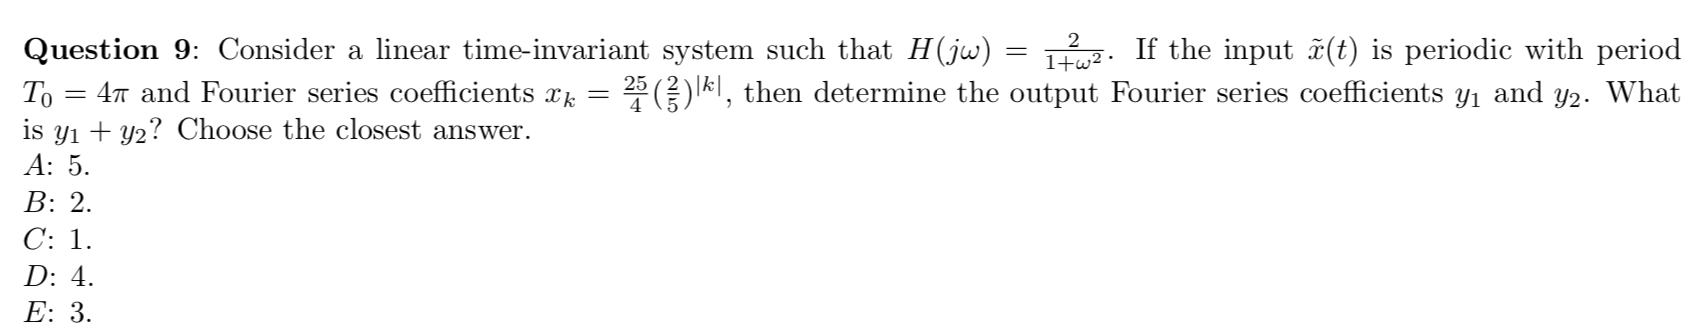 Question 9: Consider a linear time-invariant system such that $H(j\omega) = \frac{2}{1+\omega^2}$. If the input $\tilde{x}(t)$ is periodic with period
$T_0 = 4\pi$ and Fourier series coefficients $x_k = \frac{25}{4}(\frac{2}{5})^{|k|}$, then determine the output Fourier series coefficients $y_1$ and $y_2$. What
is $y_1 + y_2$? Choose the closest answer.
A: 5.
B: 2.
C: 1.
D: 4.
E: 3.